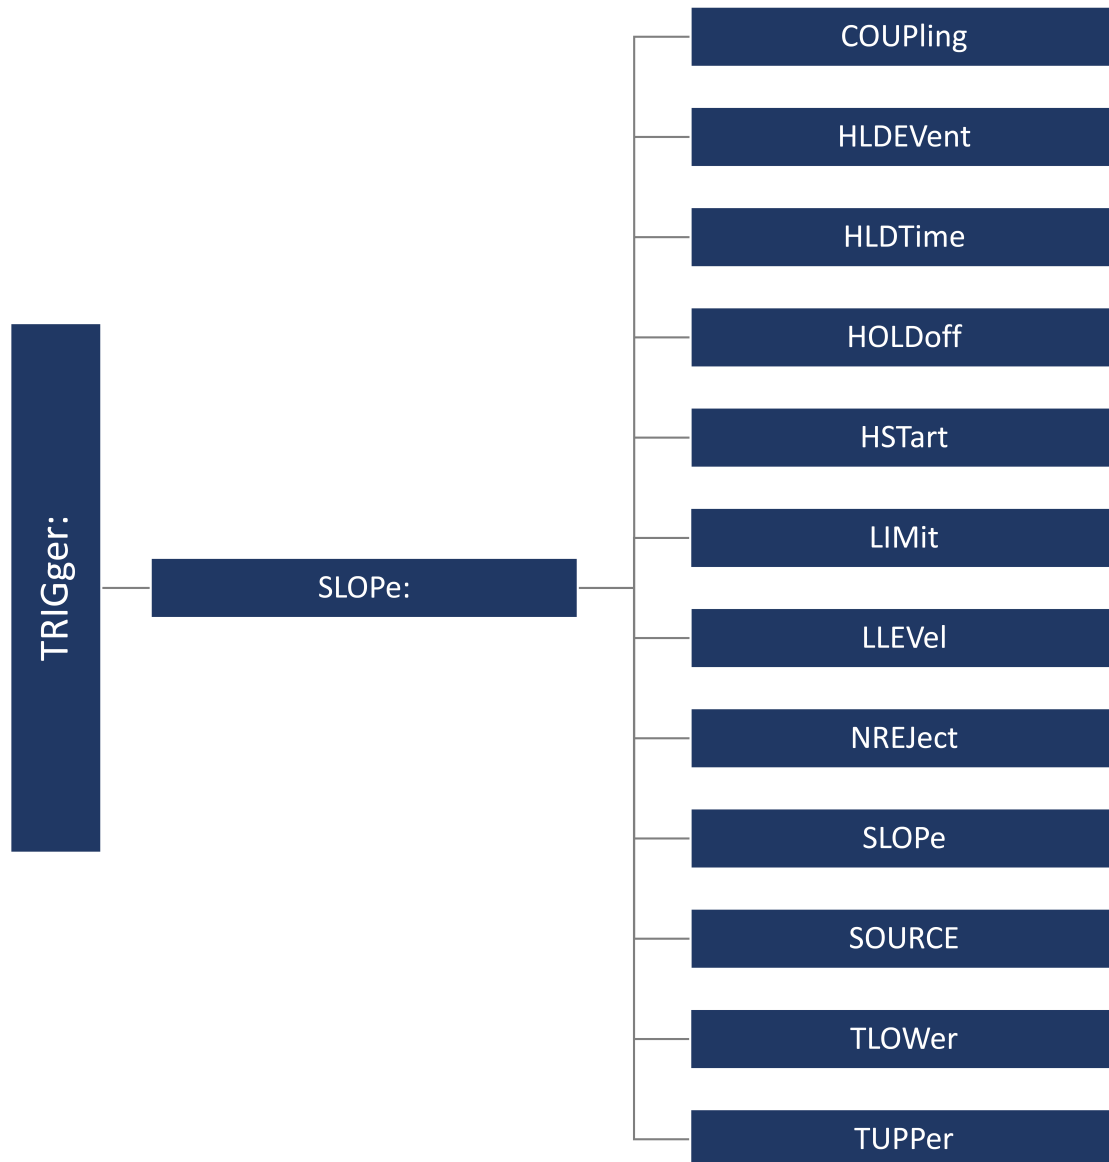 TRIGger:
SLOPe:
COUPling
HLDEVent
HLDTime
HOLDoff
HSTart
LIMit
LLEVel
NREJect
SLOPe
SOURCE
TLOWer
TUPPer